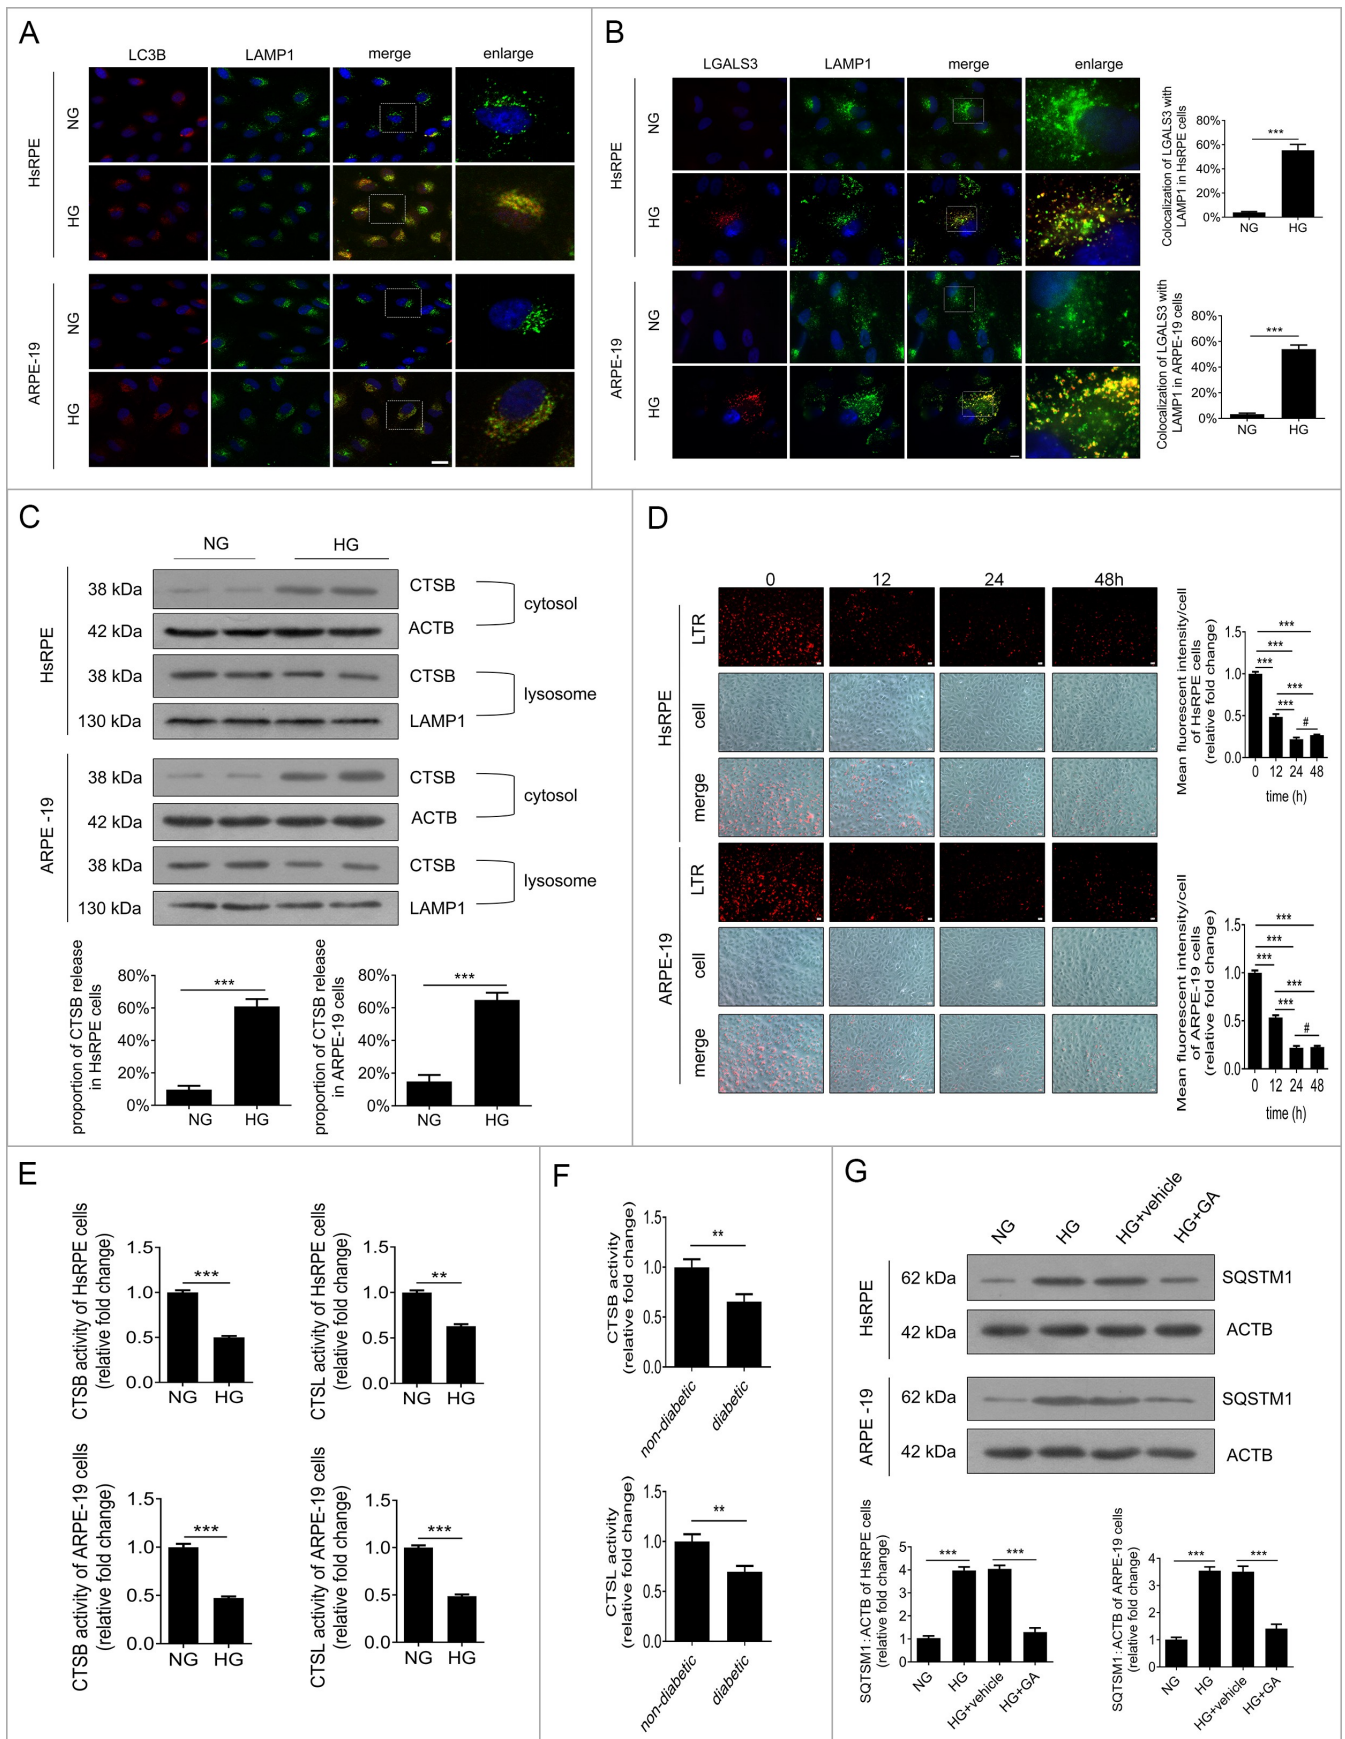 A
LC3B LAMP1 merge enlarge
HsRPE
NG
HG
ARPE-19
NG
HG
B
LGALS3 LAMP1 merge enlarge
HsRPE
NG
HG
ARPE-19
NG
HG
Colocalization of LGALS3 with
LAMP1 in HsRPE cells
80%
60%
40%
20%
0%
***
NG HG
Colocalization of LGALS3 with
LAMP1 in ARPE-19 cells
80%
60%
40%
20%
0%
***
NG HG
C
NG HG
HsRPE
38 kDa CTSB
42 kDa ACTB
cytosol
38 kDa CTSB
130 kDa LAMP1
lysosome
ARPE -19
38 kDa CTSB
42 kDa ACTB
cytosol
38 kDa CTSB
130 kDa LAMP1
lysosome
proportion of CTSB release
in HsRPE cells
80%
60%
40%
20%
0%
***
NG HG
proportion of CTSB release
in ARPE-19 cells
80%
60%
40%
20%
0%
***
NG HG
D
0 12 24 48h
HsRPE
LTR
cell
merge
ARPE-19
LTR
cell
merge
Mean fluorescent intensity/cell
of HsRPE cells
(relative fold change)
1.5
1.0
0.5
0.0
***
***
***
***
***
#
0 12 24 48
time (h)
Mean fluorescent intensity/cell
of ARPE-19 cells
(relative fold change)
1.5
1.0
0.5
0.0
***
***
***
***
***
#
0 12 24 48
time (h)
E
CTSB activity of HsRPE cells
(relative fold change)
1.5
1.0
0.5
0.0
***
NG HG
CTSL activity of HsRPE cells
(relative fold change)
1.5
1.0
0.5
0.0
**
NG HG
CTSB activity of ARPE-19 cells
(relative fold change)
1.5
1.0
0.5
0.0
***
NG HG
CTSL activity of ARPE-19 cells
(relative fold change)
1.5
1.0
0.5
0.0
***
NG HG
F
CTSB activity
(relative fold change)
1.5
1.0
0.5
0.0
**
non-diabetic diabetic
CTSL activity
(relative fold change)
1.5
1.0
0.5
0.0
**
non-diabetic diabetic
G
NG HG HG+vehicle HG+GA
HsRPE
62 kDa SQSTM1
42 kDa ACTB
ARPE -19
62 kDa SQSTM1
42 kDa ACTB
SQTSM1: ACTB of HsRPE cells
(relative fold change)
5
4
3
2
1
0
*** ***
NG HG HG+vehicle HG+GA
SQTSM1: ACTB of ARPE-19 cells
(relative fold change)
4
3
2
1
0
*** ***
NG HG HG+vehicle HG+GA